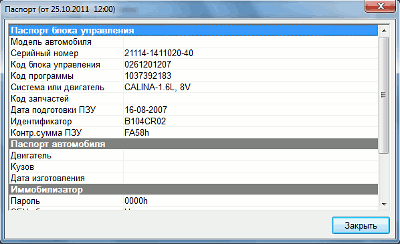 Паспорт (от 25.10.2011 12:00)
Паспорт блока управления
Модель автомобиля
Серийный номер 21114-1411020-40
Код блока управления 0261201207
Код программы 1037392183
Система или двигатель CALINA-1.6L, 8V
Код запчастей
Дата подготовки ПЗУ 16-08-2007
Идентификатор B104CR02
Контр.сумма ПЗУ FA58h
Паспорт автомобиля
Двигатель
Кузов
Дата изготовления
Иммобилизатор
Пароль 0000h
Закрыть